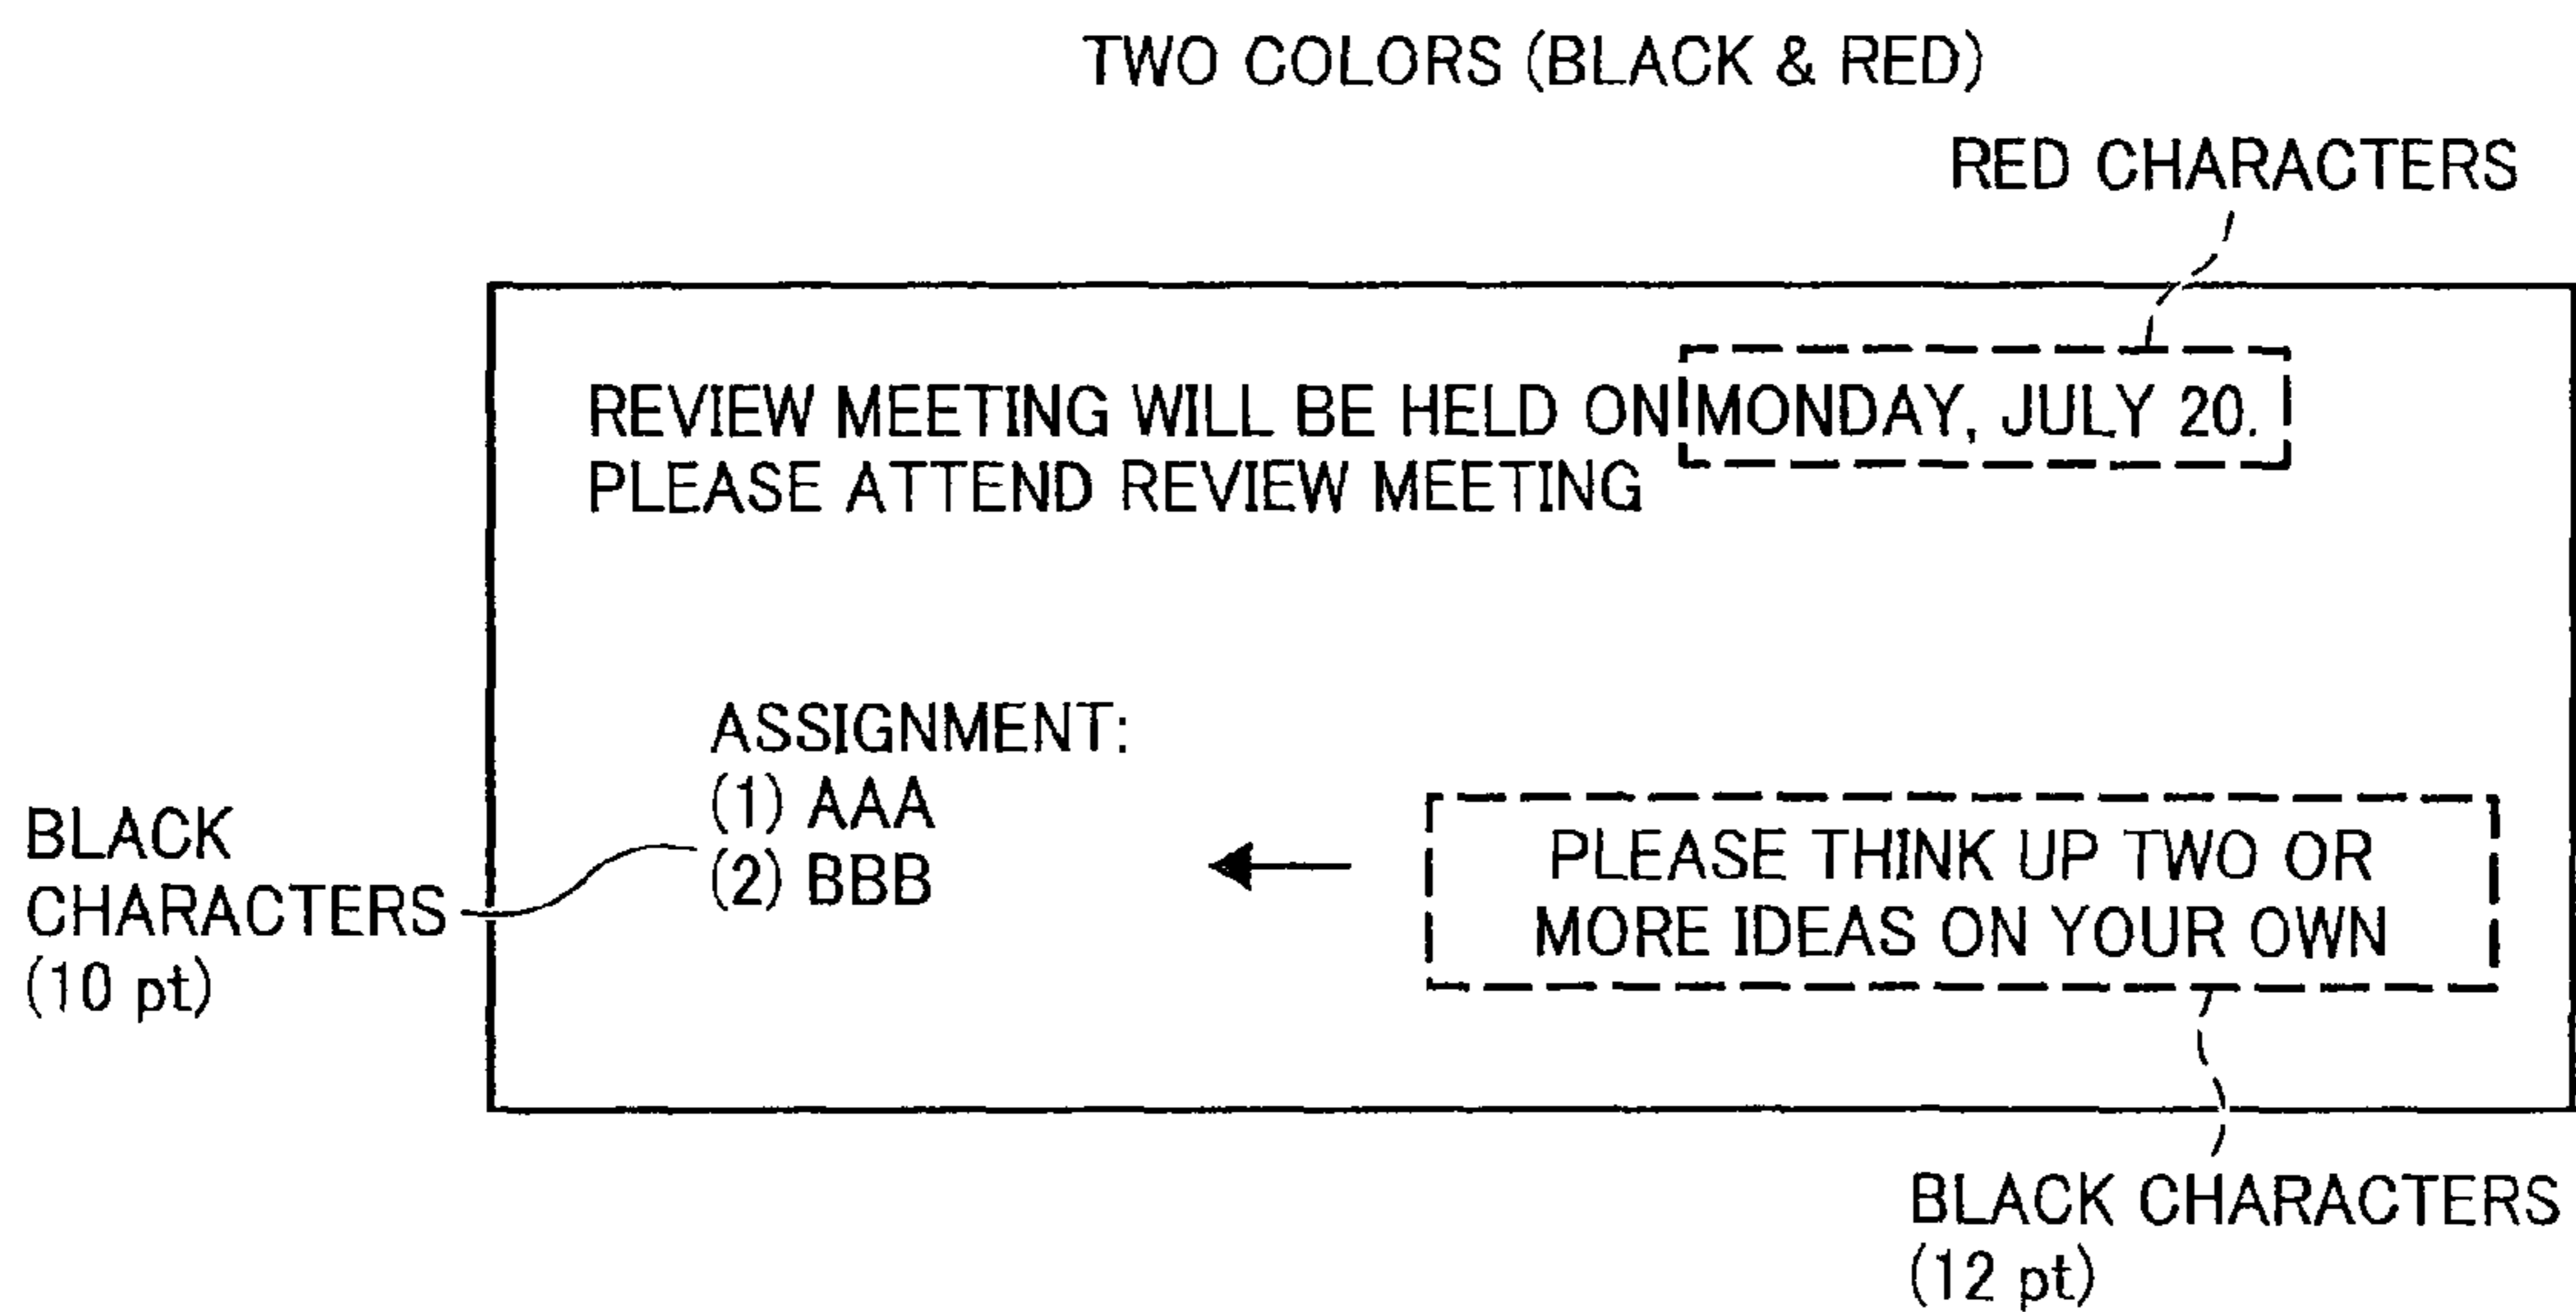 TWO COLORS (BLACK & RED)
RED CHARACTERS
REVIEW MEETING WILL BE HELD ON MONDAY, JULY 20.
PLEASE ATTEND REVIEW MEETING
ASSIGNMENT:
(1) AAA
(2) BBB
BLACK
CHARACTERS
(10 pt)
PLEASE THINK UP TWO OR
MORE IDEAS ON YOUR OWN
BLACK CHARACTERS
(12 pt)